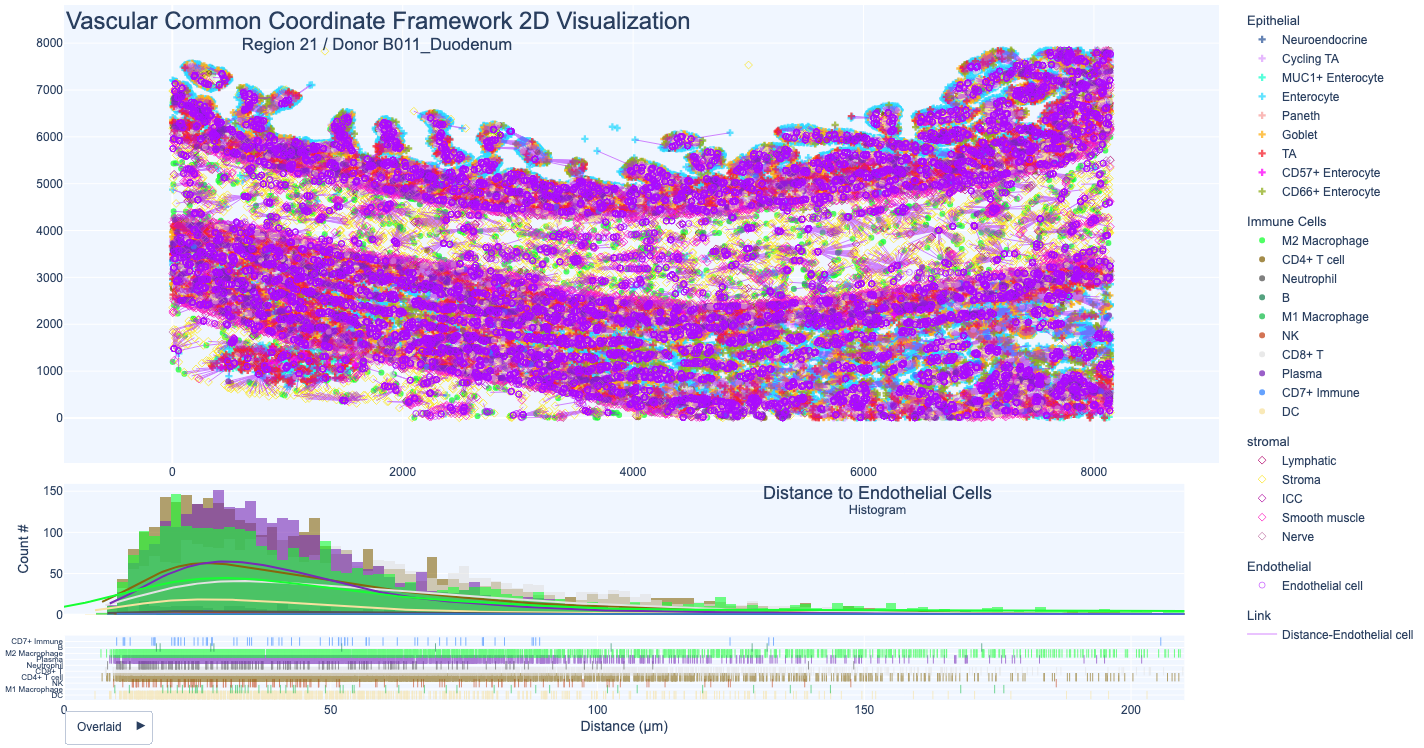 Vascular Common Coordinate Framework 2D Visualization
Region 21 / Donor B011_Duodenum
8000
7000
6000
5000
4000
3000
2000
1000
0
0 2000 4000 6000 8000
Distance to Endothelial Cells
Histogram
Count #
150
100
50
0
CD7+ Immune
B
M2 Macrophage
Plasma
Neutrophil
CD8+ T
CD4+ T cell
NK
M1 Macrophage
DC
0 50 100 150 200
Distance (μm)
Overlaid ►
Epithelial
Neuroendocrine
Cycling TA
MUC1+ Enterocyte
Enterocyte
Paneth
Goblet
TA
CD57+ Enterocyte
CD66+ Enterocyte
Immune Cells
M2 Macrophage
CD4+ T cell
Neutrophil
B
M1 Macrophage
NK
CD8+ T
Plasma
CD7+ Immune
DC
stromal
Lymphatic
Stroma
ICC
Smooth muscle
Nerve
Endothelial
Endothelial cell
Link
Distance-Endothelial cell